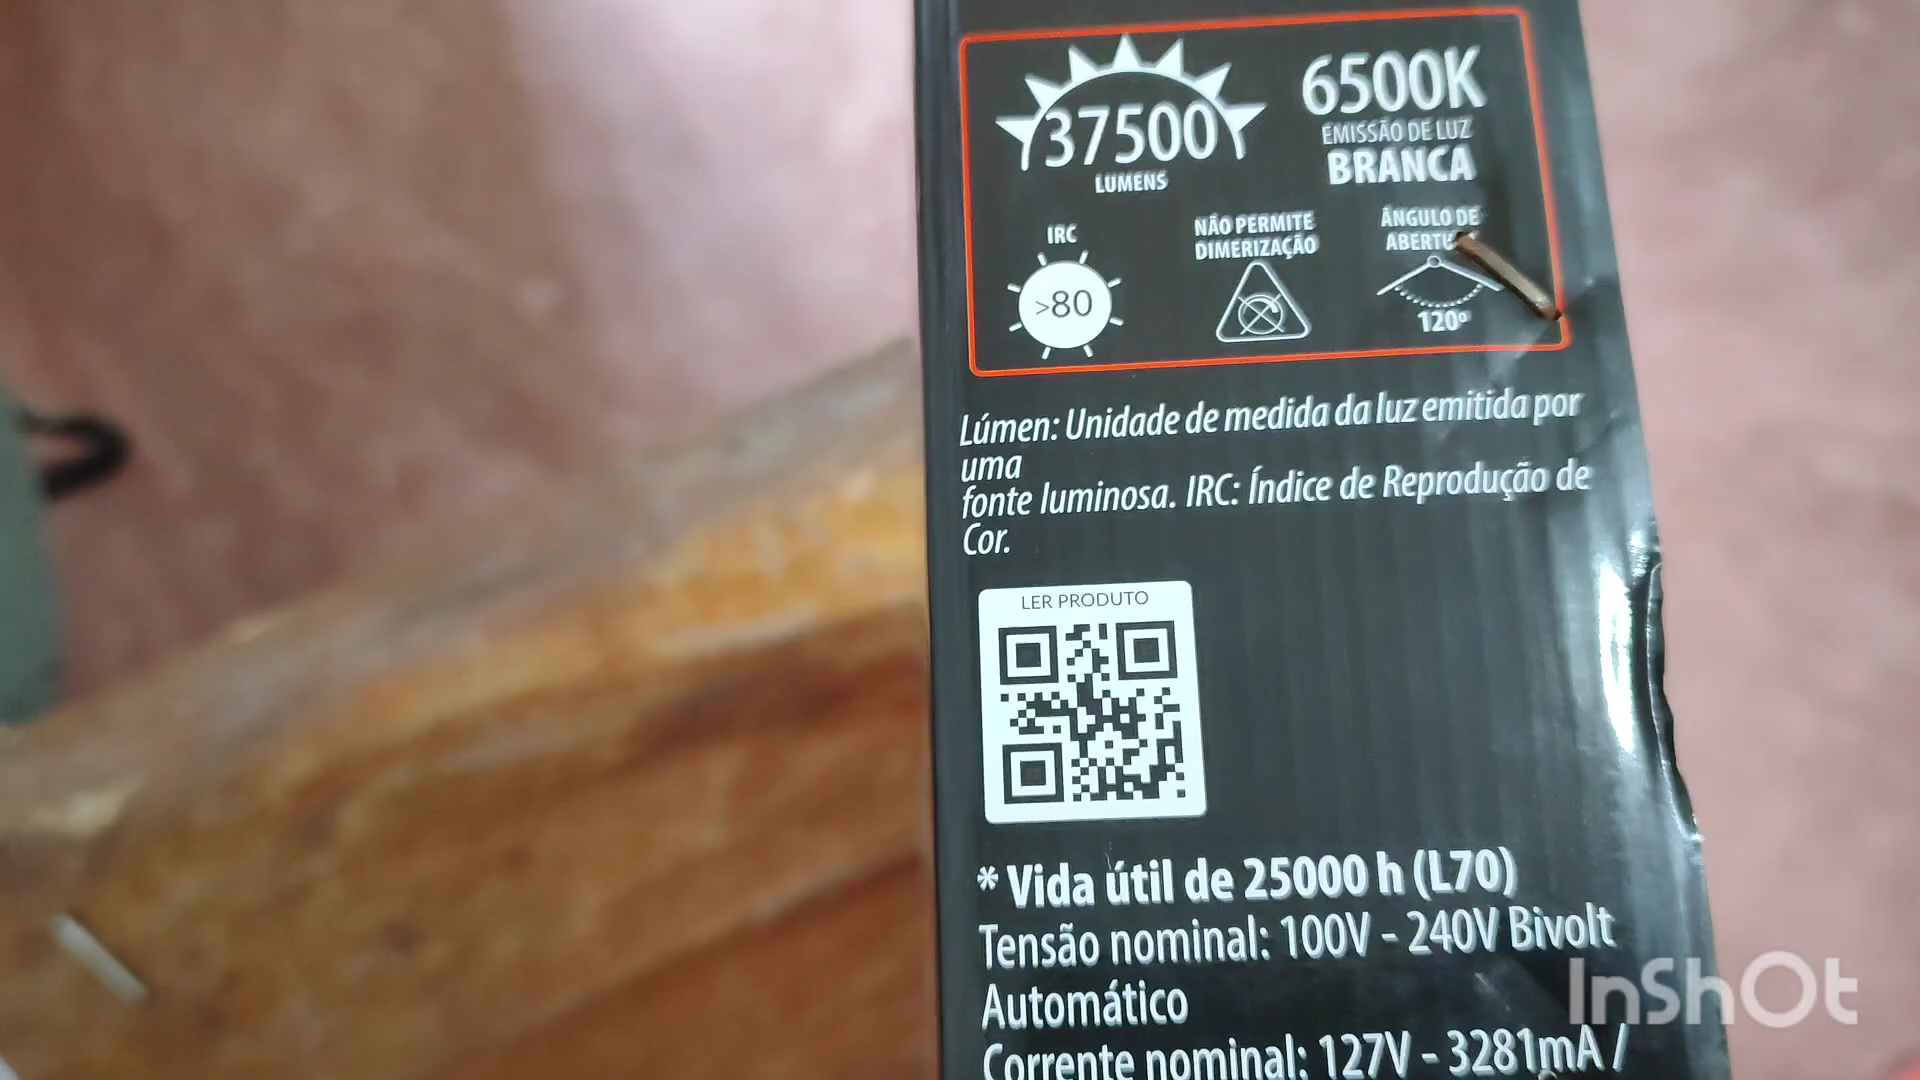 37500
LUMENS
6500K
EMISSÃO DE LUZ
BRANCA
IRC
>80
NÃO PERMITE
DIMERIZAÇÃO
ÂNGULO DE
120º
Lúmen: Unidade de medida da luz emitida por
uma
fonte luminosa. IRC: Índice de Reprodução de
Cor.
LER PRODUTO
* Vida útil de 25000 h (L70)
Tensão nominal: 100V - 240V Bivolt
Automático
Corrente nominal: 127V - 3281mA /
InShOt